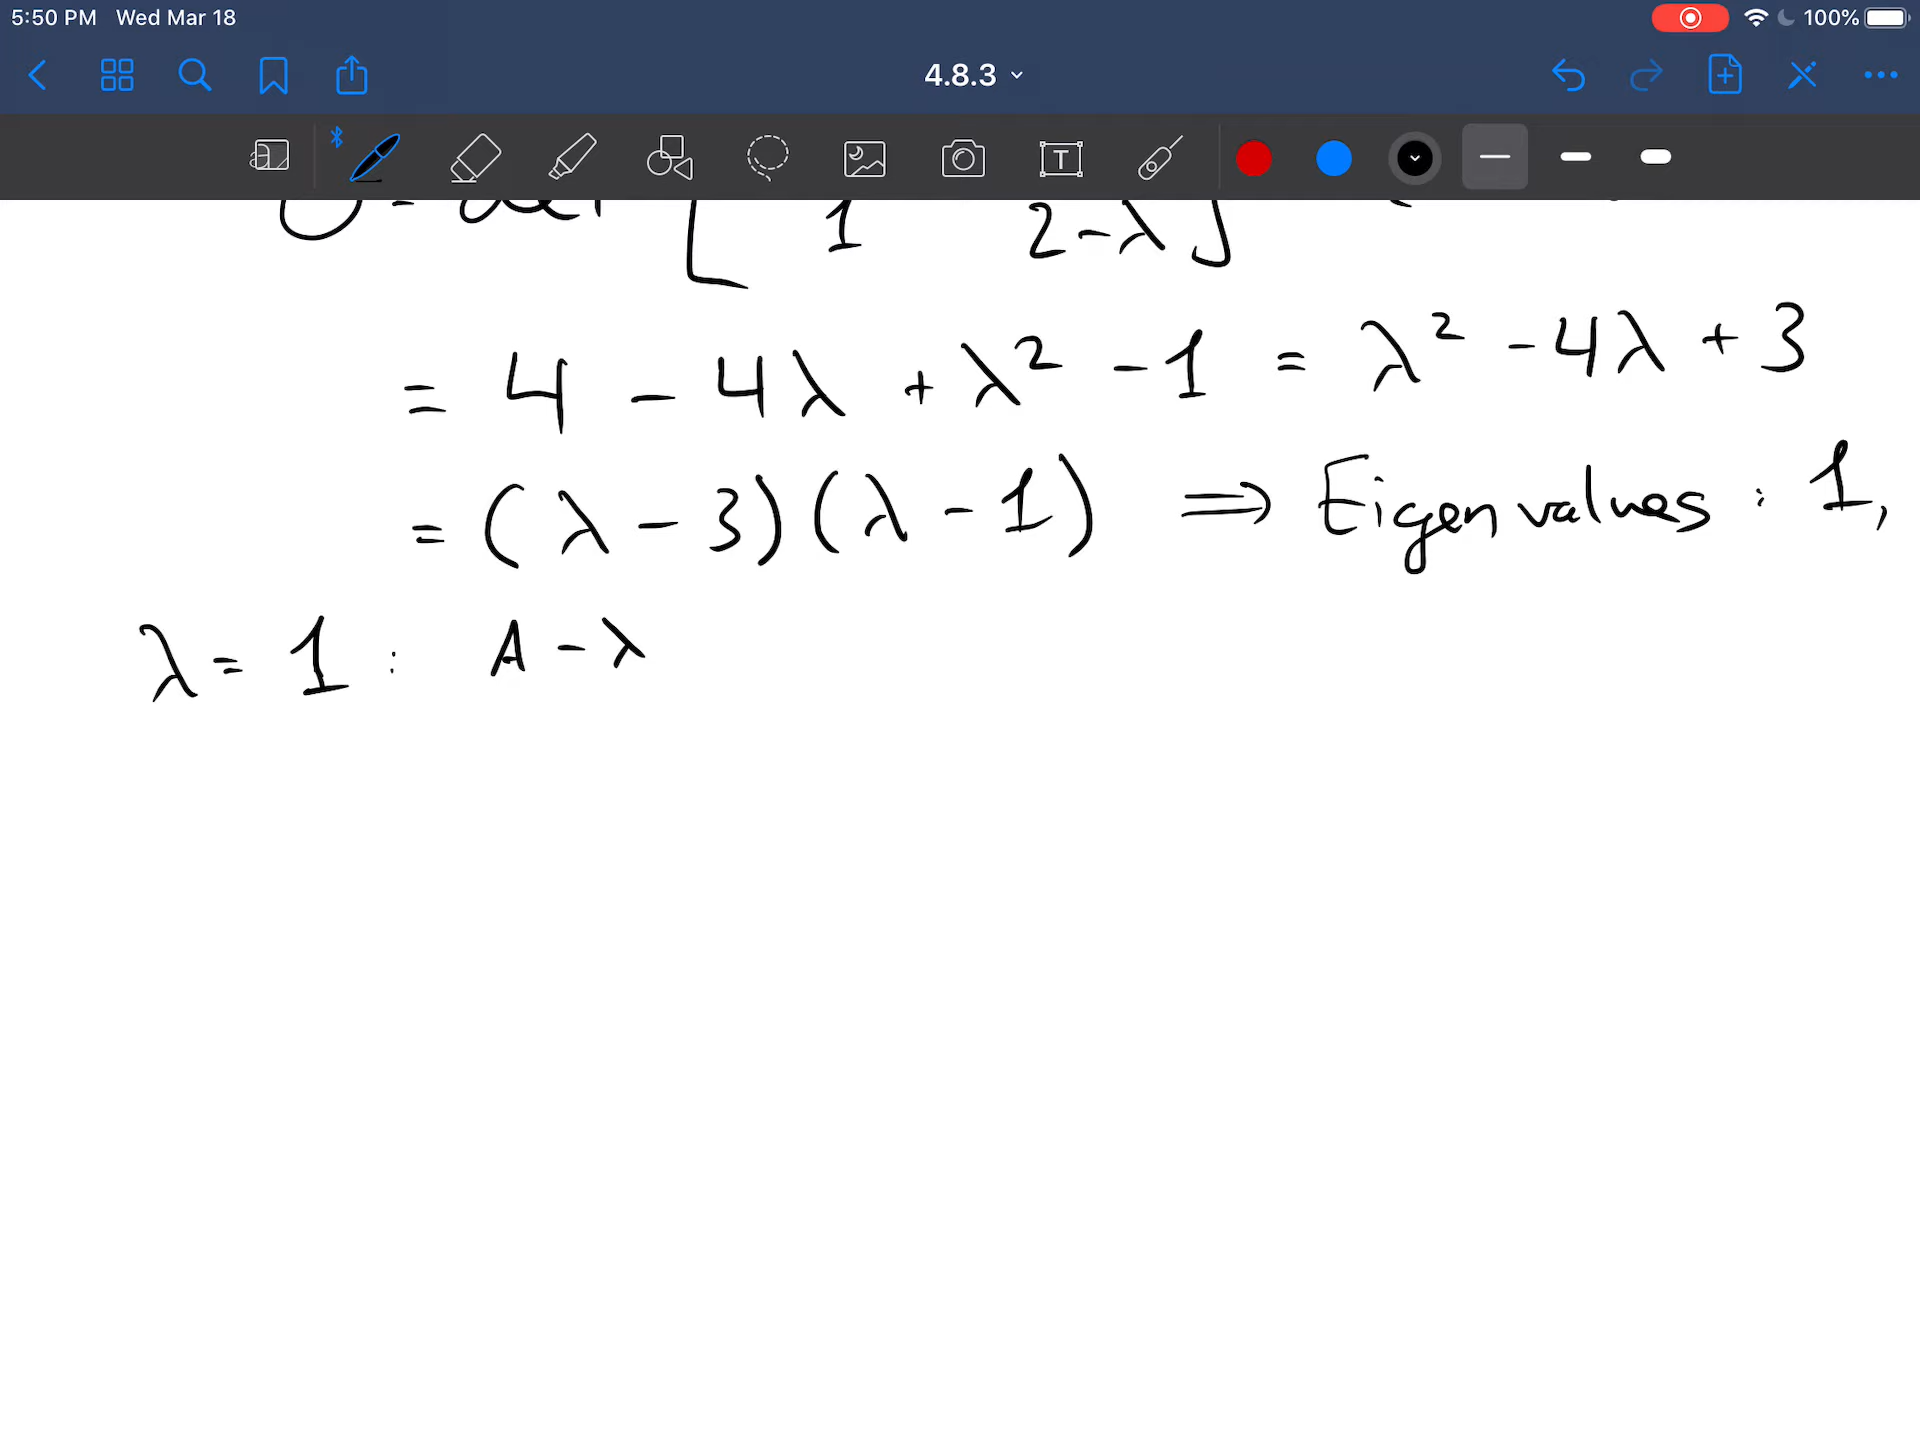 5:50 PM Wed Mar 18 100%
4.8.3
T
1 2-λ
= 4 - 4λ + λ² - 1 = λ² - 4λ + 3
= (λ - 3)(λ - 1) ⟹ Eigenvalues : 1,
λ = 1 : A - λ